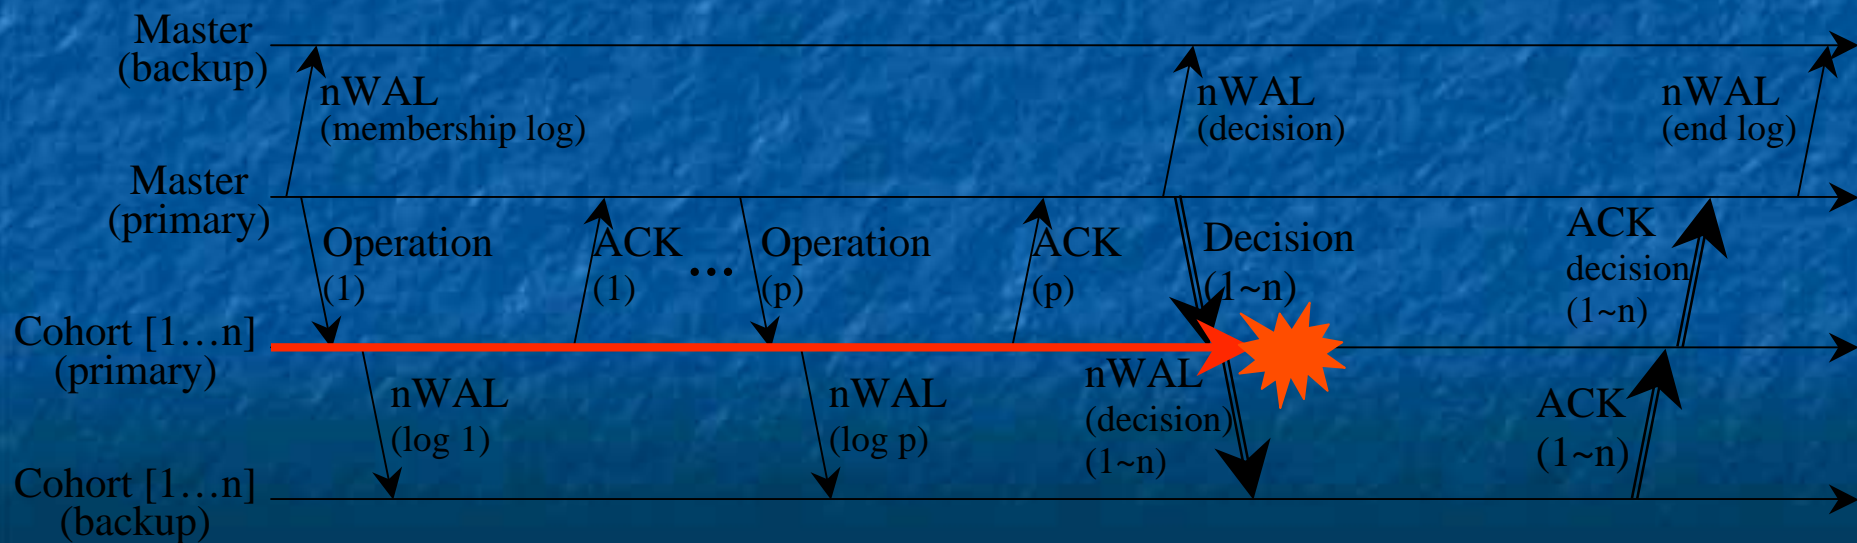 Master
(backup)
nWAL
(membership log)
nWAL
(decision)
nWAL
(end log)
Master
(primary)
Operation
(1)
ACK
(1)
...
Operation
(p)
ACK
(p)
Decision
(1~n)
ACK
decision
(1~n)
Cohort [1…n]
(primary)
nWAL
(log 1)
nWAL
(log p)
nWAL
(decision)
(1~n)
ACK
(1~n)
Cohort [1…n]
(backup)